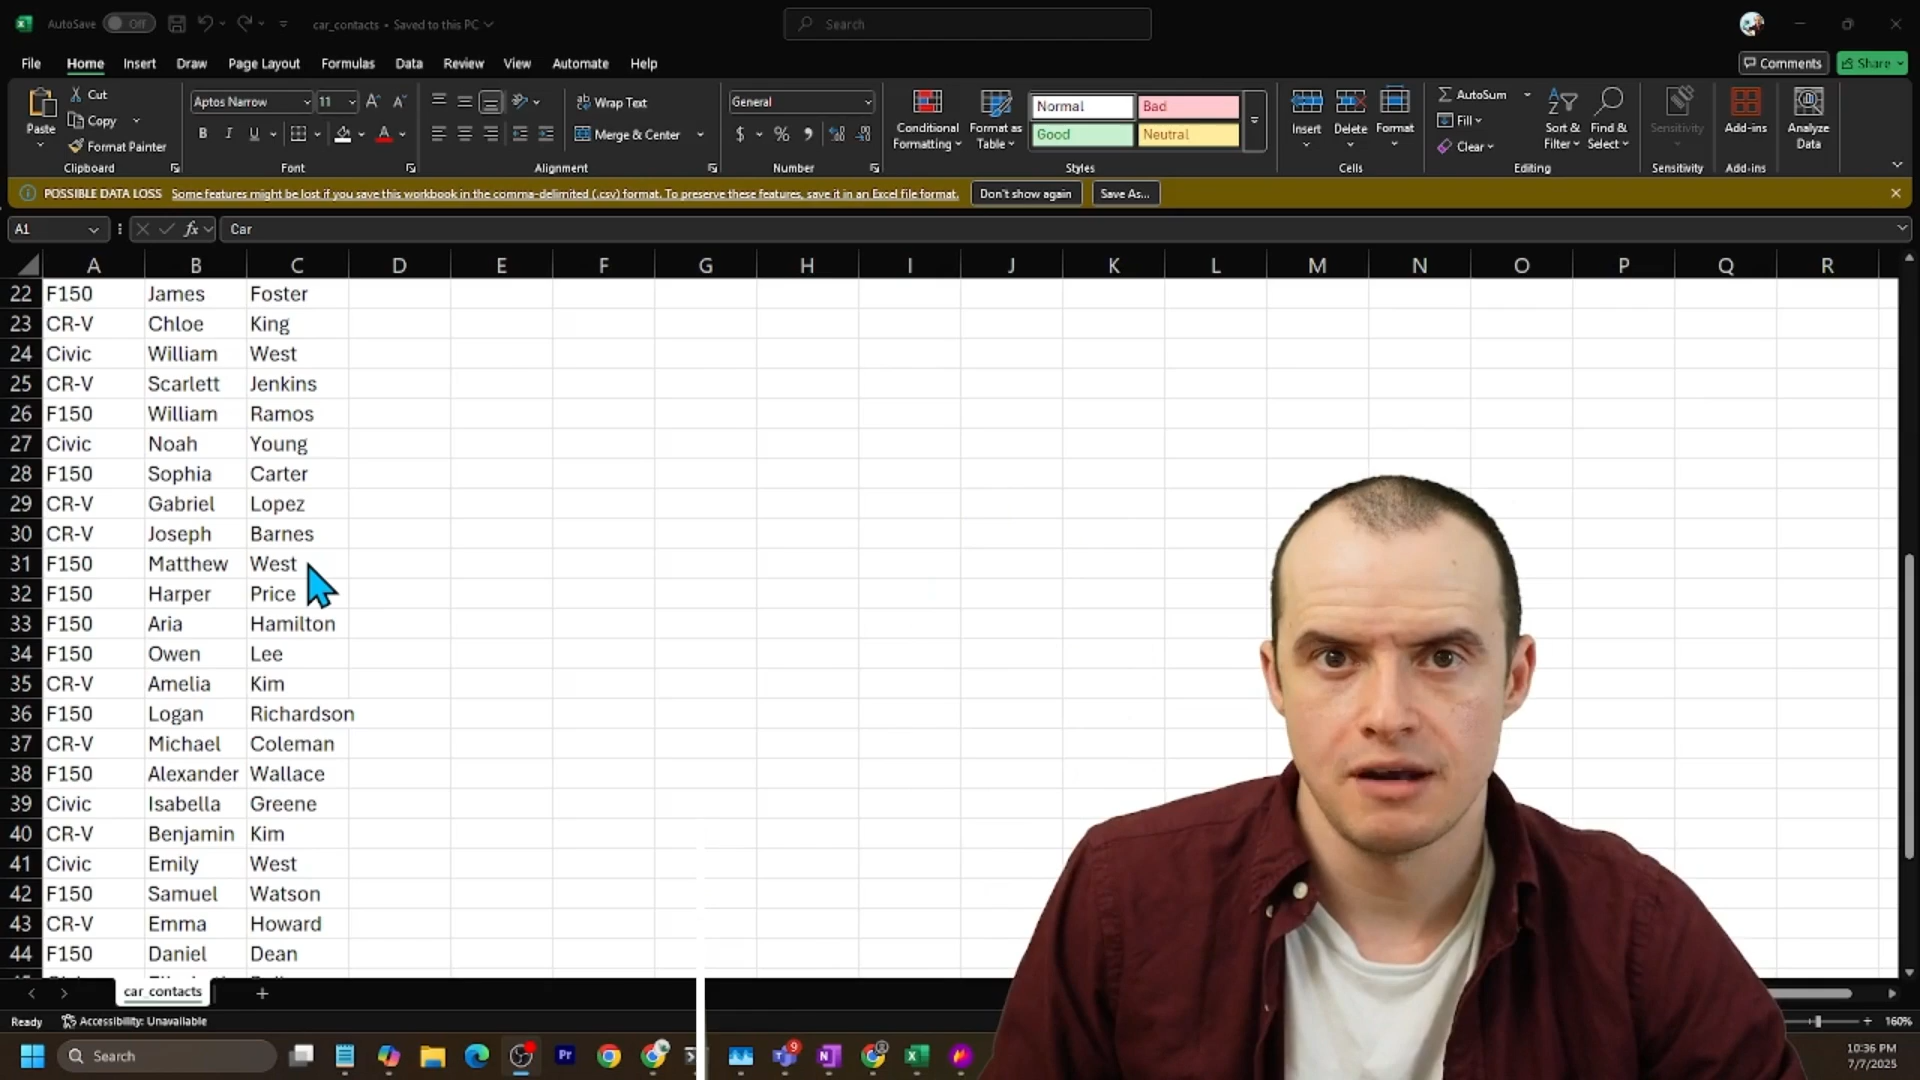 AutoSave Off car_contacts • Saved to this PC Search
File Home Insert Draw Page Layout Formulas Data Review View Automate Help Comments Share
Paste Cut Copy Format Painter Clipboard
Aptos Narrow 11 B I U Font
Wrap Text Merge & Center Alignment
General $ % Number
Conditional Formatting Format as Table Normal Bad Good Neutral Styles
Insert Delete Format Cells
AutoSum Fill Clear Sort & Filter Find & Select Editing
Sensitivity Sensitivity
Add-ins Add-ins
Analyze Data
POSSIBLE DATA LOSS Some features might be lost if you save this workbook in the comma-delimited (.csv) format. To preserve these features, save it in an Excel file format. Don't show again Save As...
A1 fx Car
A B C D E F G H I J K L M N O P Q R
22 F150 James Foster
23 CR-V Chloe King
24 Civic William West
25 CR-V Scarlett Jenkins
26 F150 William Ramos
27 Civic Noah Young
28 F150 Sophia Carter
29 CR-V Gabriel Lopez
30 CR-V Joseph Barnes
31 F150 Matthew West
32 F150 Harper Price
33 F150 Aria Hamilton
34 F150 Owen Lee
35 CR-V Amelia Kim
36 F150 Logan Richardson
37 CR-V Michael Coleman
38 F150 Alexander Wallace
39 Civic Isabella Greene
40 CR-V Benjamin Kim
41 Civic Emily West
42 F150 Samuel Watson
43 CR-V Emma Howard
44 F150 Daniel Dean
car_contacts
Ready Accessibility: Unavailable 160%
Search Pr 9 10:36 PM
7/7/2025